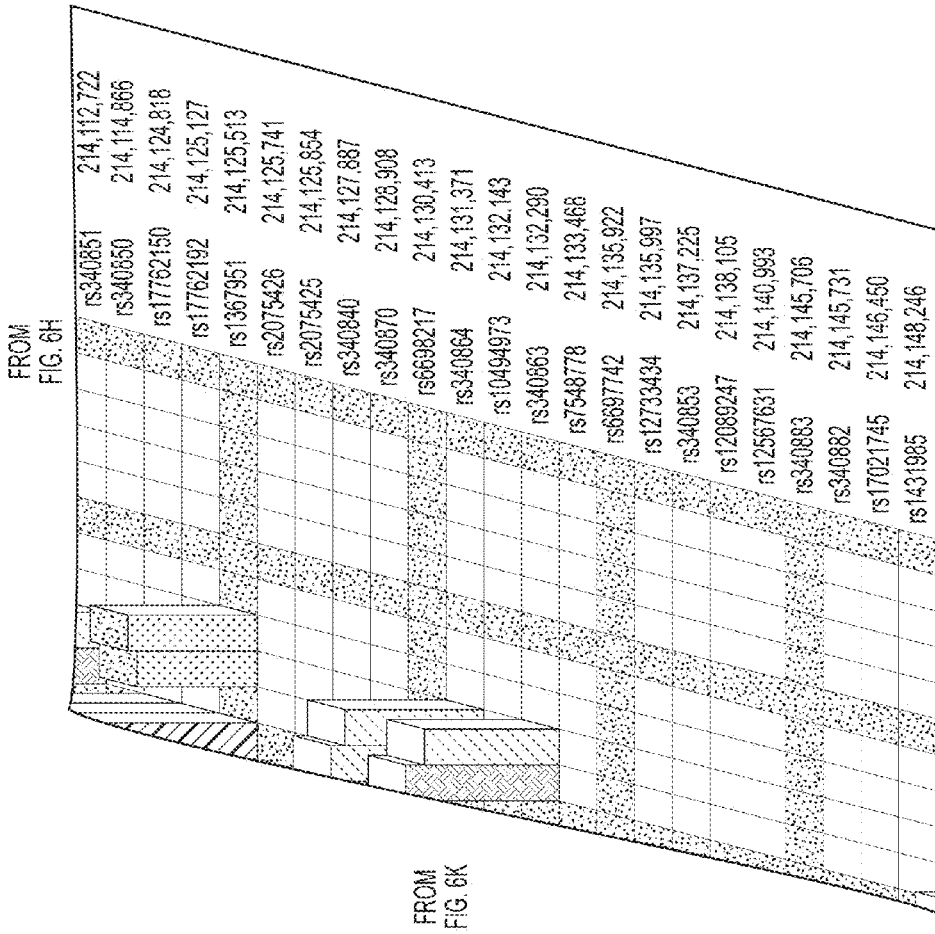 FROM
FIG. 6H
rs340851 214,112,722
rs340850 214,114,866
rs17762150 214,124,818
rs17762192 214,125,127
rs1367951 214,125,513
rs2075426 214,125,741
rs2075425 214,125,854
rs340840 214,127,887
rs340870 214,128,908
rs6698217 214,130,413
rs340864 214,131,371
rs10494973 214,132,143
rs340863 214,132,290
rs7548778 214,133,468
rs6697742 214,135,922
rs12733434 214,135,997
rs340853 214,137,225
rs12089247 214,138,105
rs12567631 214,140,993
rs340883 214,145,706
rs340882 214,145,731
rs17021745 214,146,450
rs1431985 214,148,246
FROM
FIG. 6K